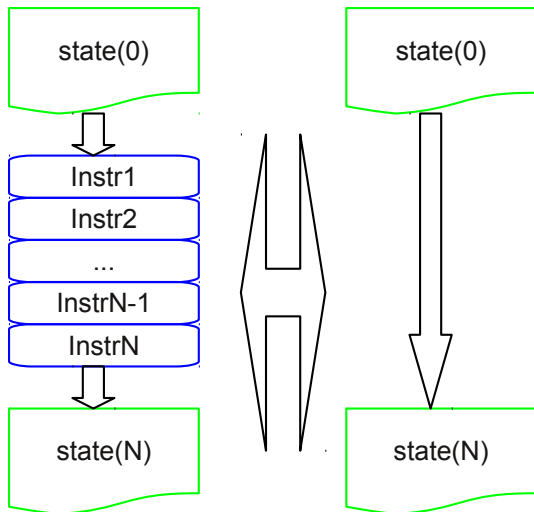 state(0)
state(0)
Instr1
Instr2
...
InstrN-1
InstrN
state(N)
state(N)